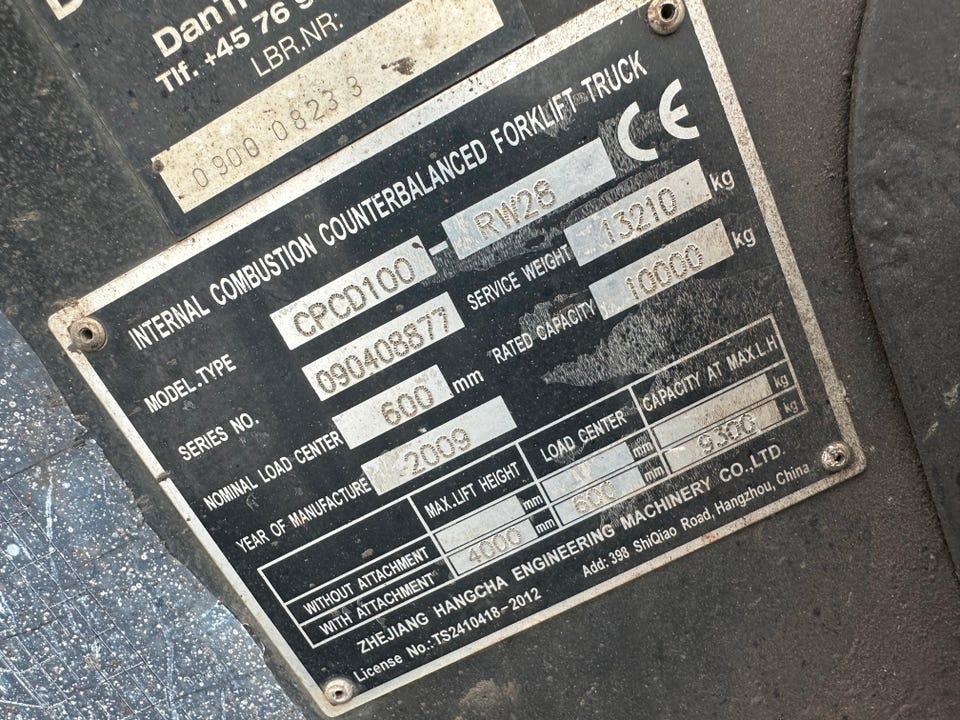 DanTr
Tlf. +45 76 9
LBR.NR:
0900 08233
INTERNAL COMBUSTION COUNTERBALANCED FORKLIFT TRUCK CE
MODEL.TYPE CPCD100 - RW28
SERIES NO. 090408877 SERVICE WEIGHT 13210 kg
NOMINAL LOAD CENTER 600 mm RATED CAPACITY 10000 kg
YEAR OF MANUFACTURE 2009
MAX.LIFT HEIGHT LOAD CENTER CAPACITY AT MAX.L.H
WITHOUT ATTACHMENT mm mm kg
WITH ATTACHMENT 4000 mm 600 mm 9300 kg
ZHEJIANG HANGCHA ENGINEERING MACHINERY CO.,LTD.
License No.:TS2410418-2012 Add: 398 ShiQiao Road, Hangzhou, China